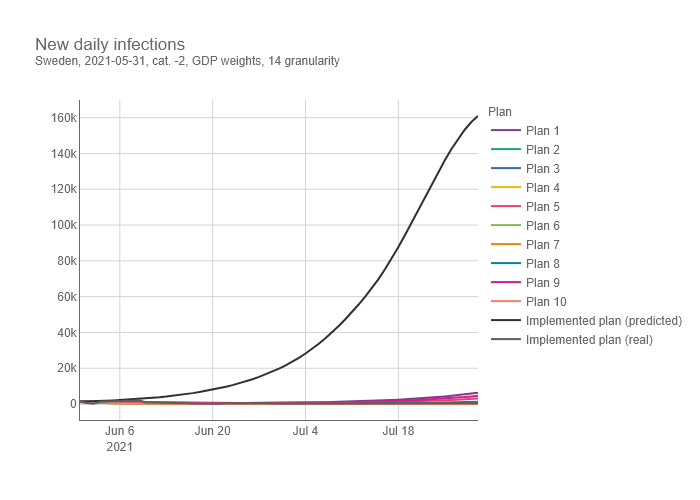 New daily infections
Sweden, 2021-05-31, cat. -2, GDP weights, 14 granularity
160k
140k
120k
100k
80k
60k
40k
20k
0
Jun 6
2021
Jun 20
Jul 4
Jul 18
Plan
Plan 1
Plan 2
Plan 3
Plan 4
Plan 5
Plan 6
Plan 7
Plan 8
Plan 9
Plan 10
Implemented plan (predicted)
Implemented plan (real)